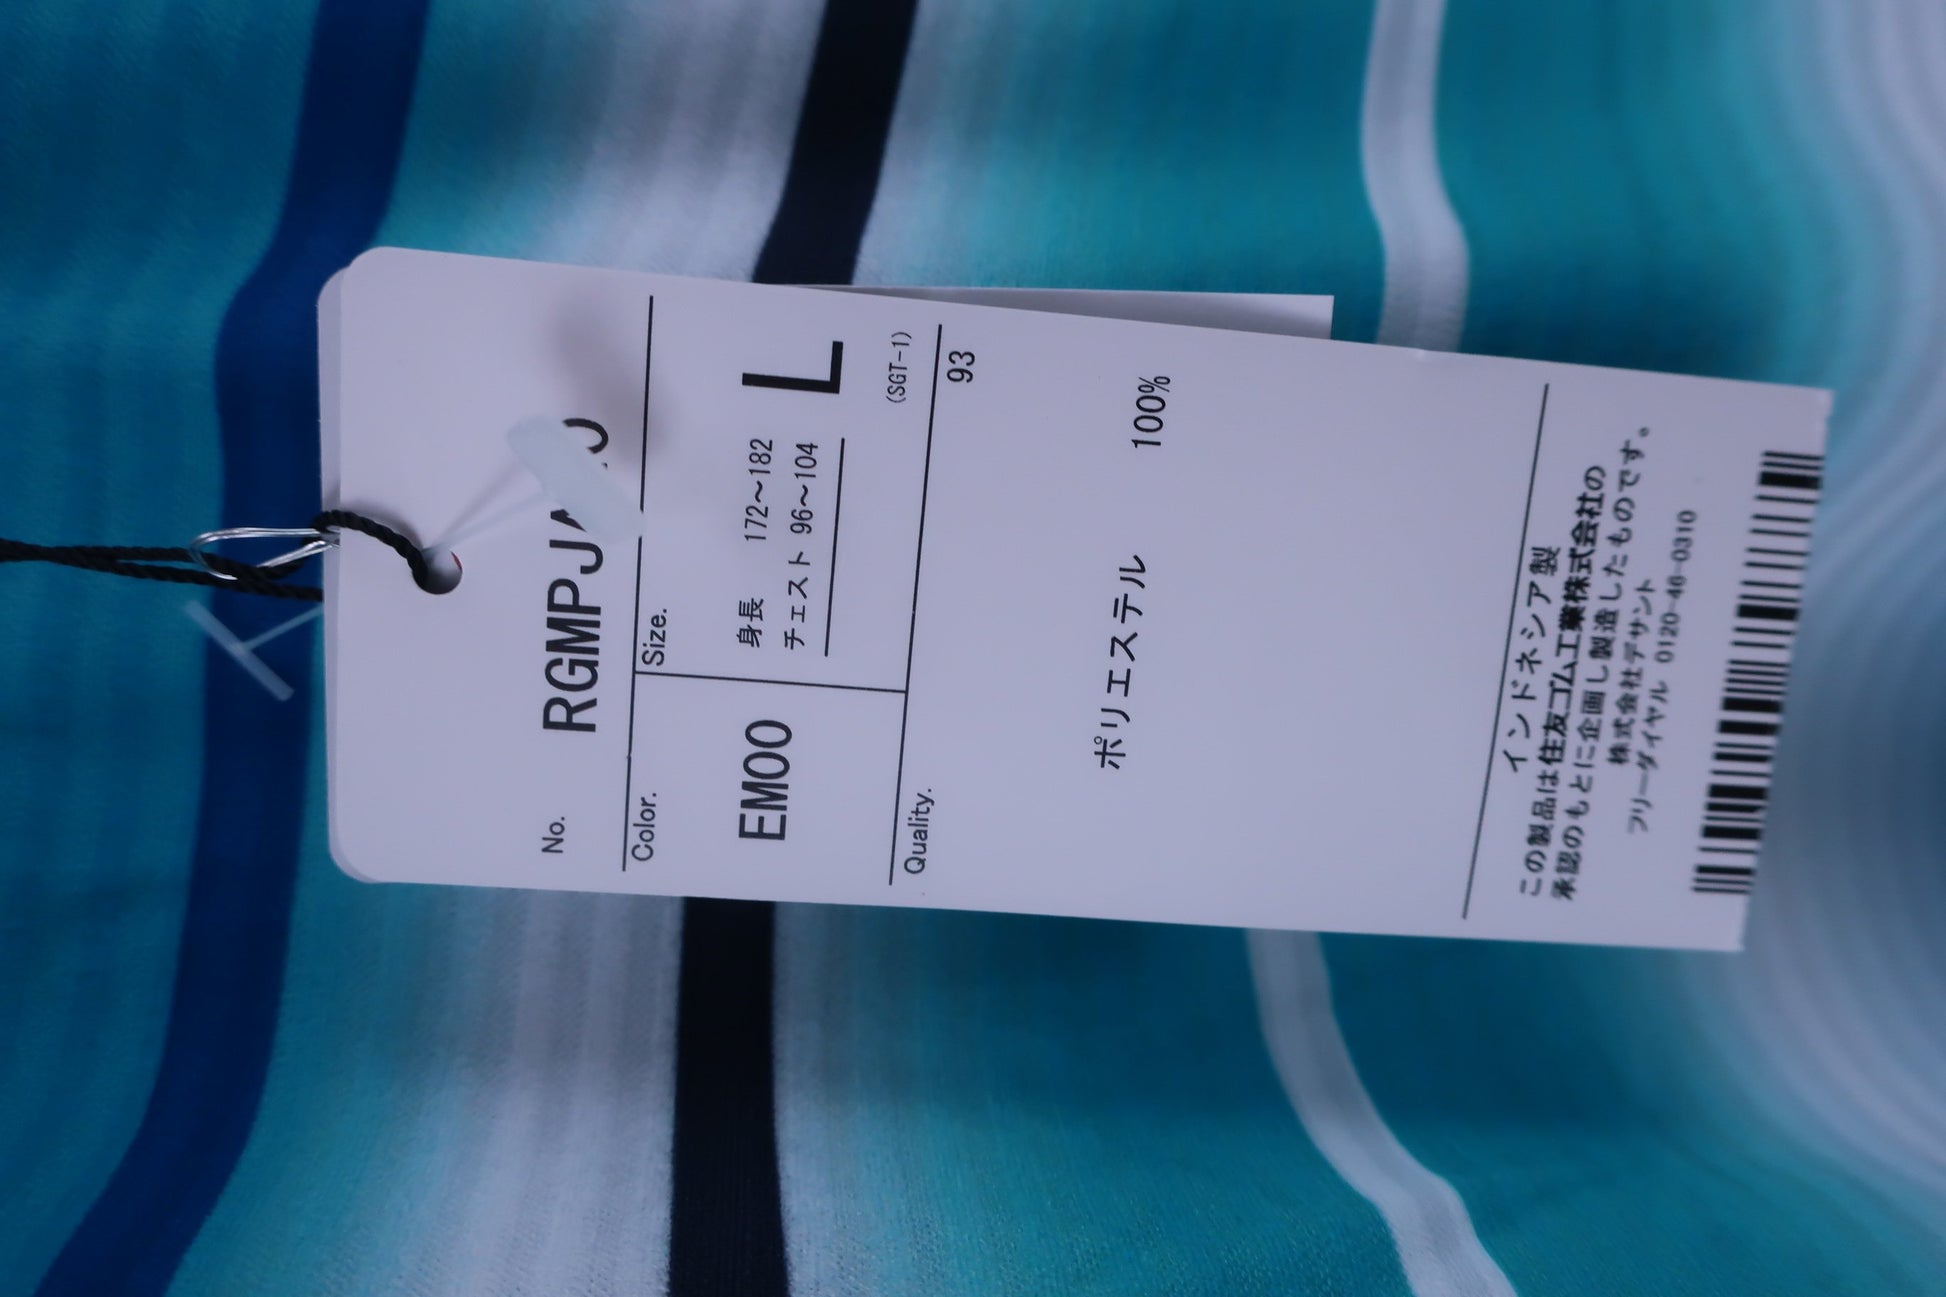 No. RGMPJ
Color.
EM00
Size.
身長 172～182
チェスト 96～104
L
(SGT-1)
Quality. 93
ポリエステル 100%
インドネシア製
この製品は住友ゴム工業株式会社の
承認のもとに企画し製造したものです。
株式会社デサント
フリーダイヤル 0120-46-0310